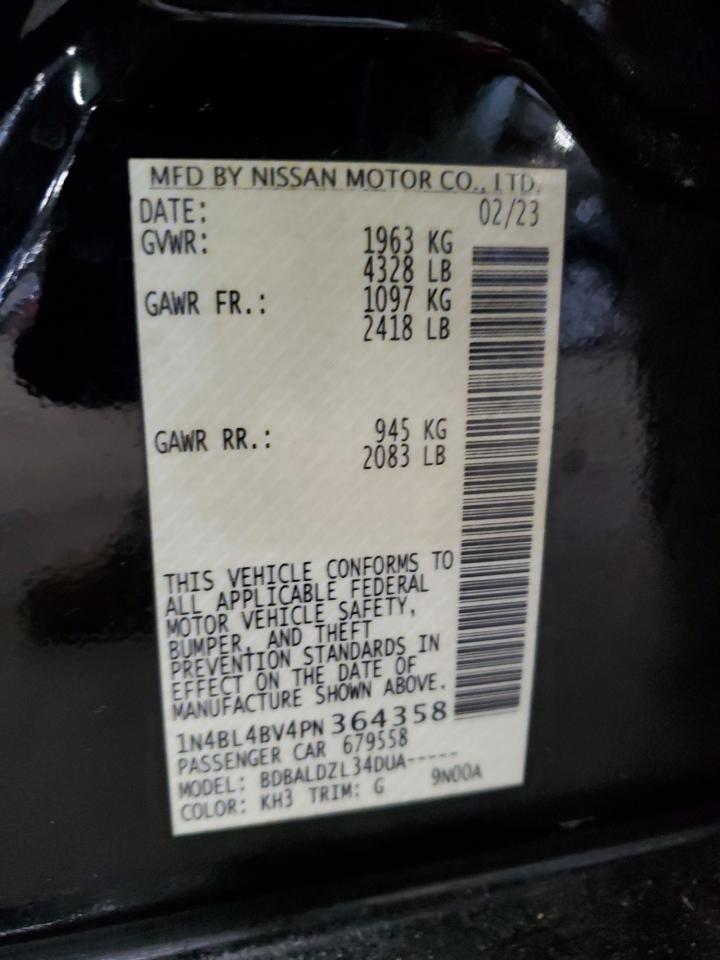 MFD BY NISSAN MOTOR CO., LTD.
DATE: 02/23
GVWR: 1963 KG
4328 LB
GAWR FR.: 1097 KG
2418 LB
GAWR RR.: 945 KG
2083 LB
THIS VEHICLE CONFORMS TO
ALL APPLICABLE FEDERAL
MOTOR VEHICLE SAFETY,
BUMPER, AND THEFT
PREVENTION STANDARDS IN
EFFECT ON THE DATE OF
MANUFACTURE SHOWN ABOVE.
1N4BL4BV4PN 364358
PASSENGER CAR 679558
MODEL: BDBALDZL34DUA-----
COLOR: KH3 TRIM: G 9N00A